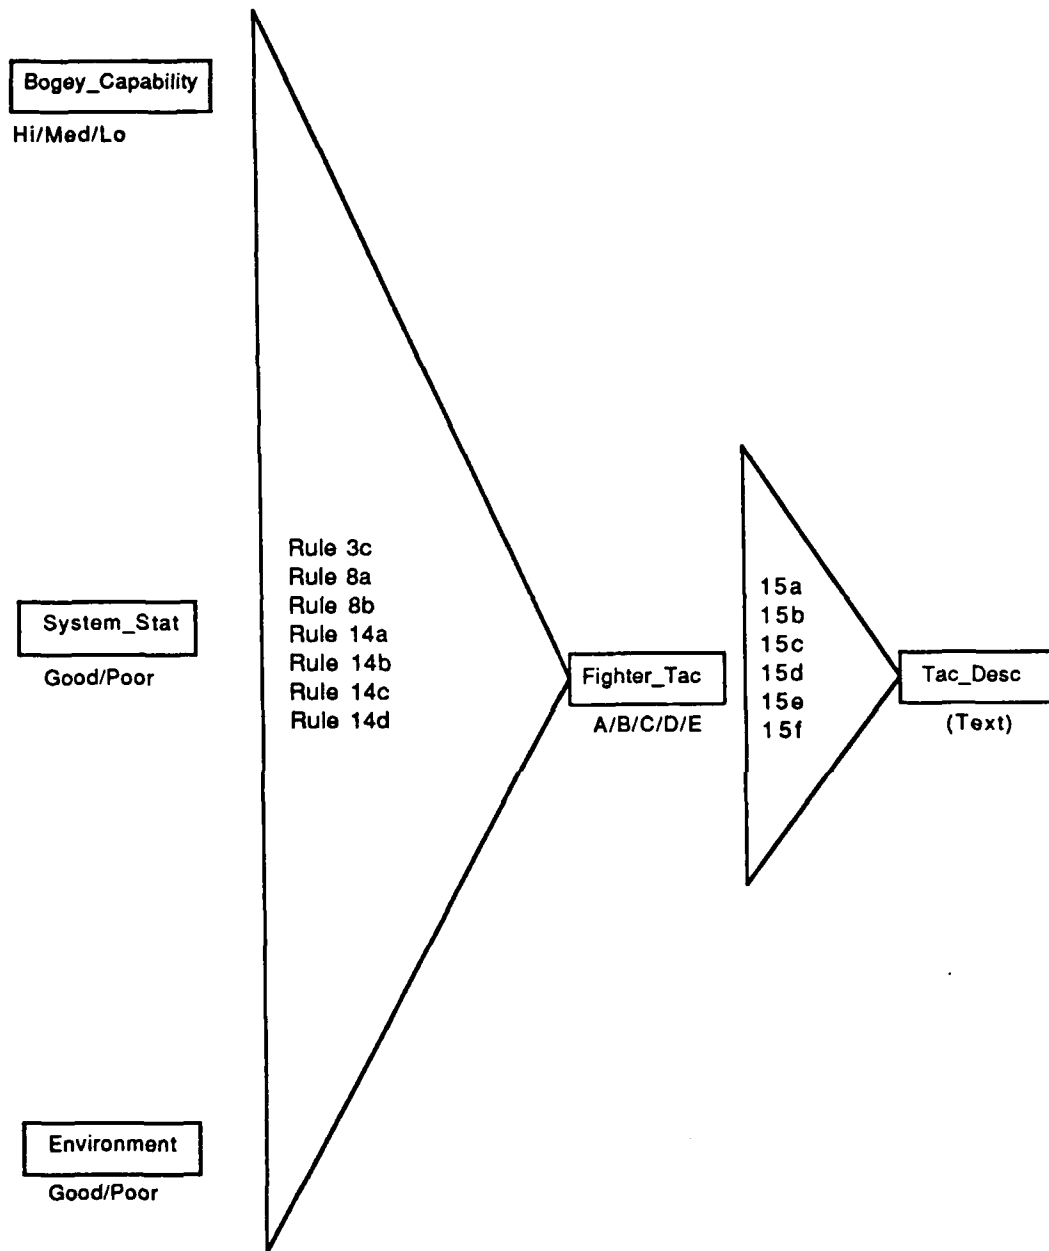 Bogey_Capability
Hi/Med/Lo
Rule 3c
Rule 8a
Rule 8b
Rule 14a
Rule 14b
Rule 14c
Rule 14d
System_Stat
Good/Poor
Fighter_Tac
A/B/C/D/E
15a
15b
15c
15d
15e
15f
Tac_Desc
(Text)
Environment
Good/Poor